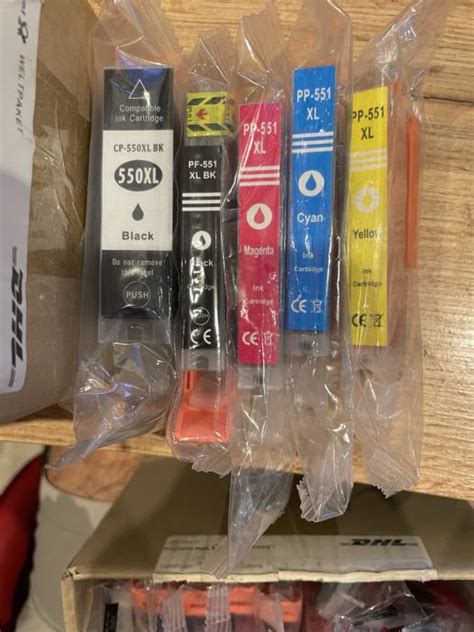 WELTPAKET
DHL
Compatible
Ink Cartridge
CP-550XL BK
550XL
Black
Do not remove
this label
PUSH
PF-551
XL BK
Black
PP-551
XL
Magenta
Ink
Cartridge
CE
PP-551
XL
Cyan
Ink
Cartridge
CE
PP-551
XL
Yellow
Ink
Cartridge
CE
DHL